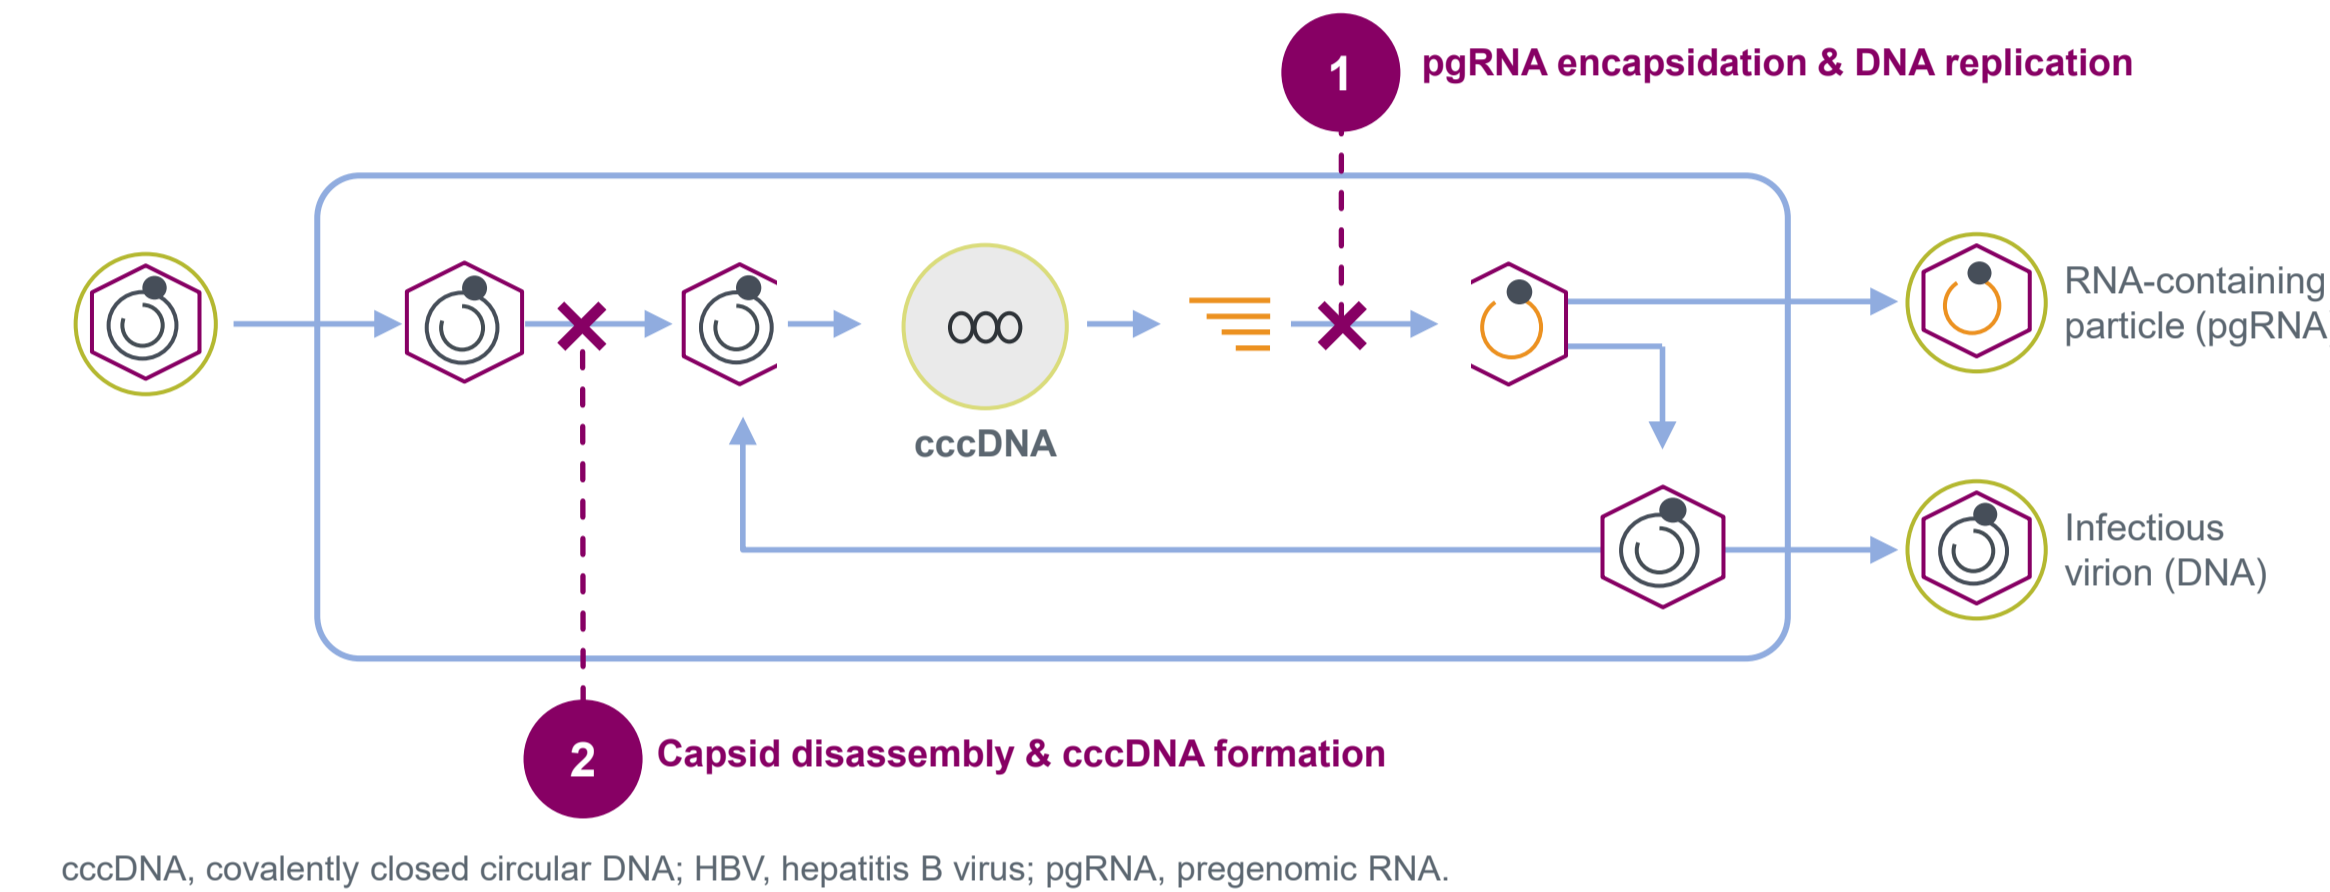 1
pgRNA encapsidation & DNA replication
RNA-containing
particle (pgRNA
cccDNA
Infectious
virion (DNA)
2
Capsid disassembly & cccDNA formation
cccDNA, covalently closed circular DNA; HBV, hepatitis B virus; pgRNA, pregenomic RNA.